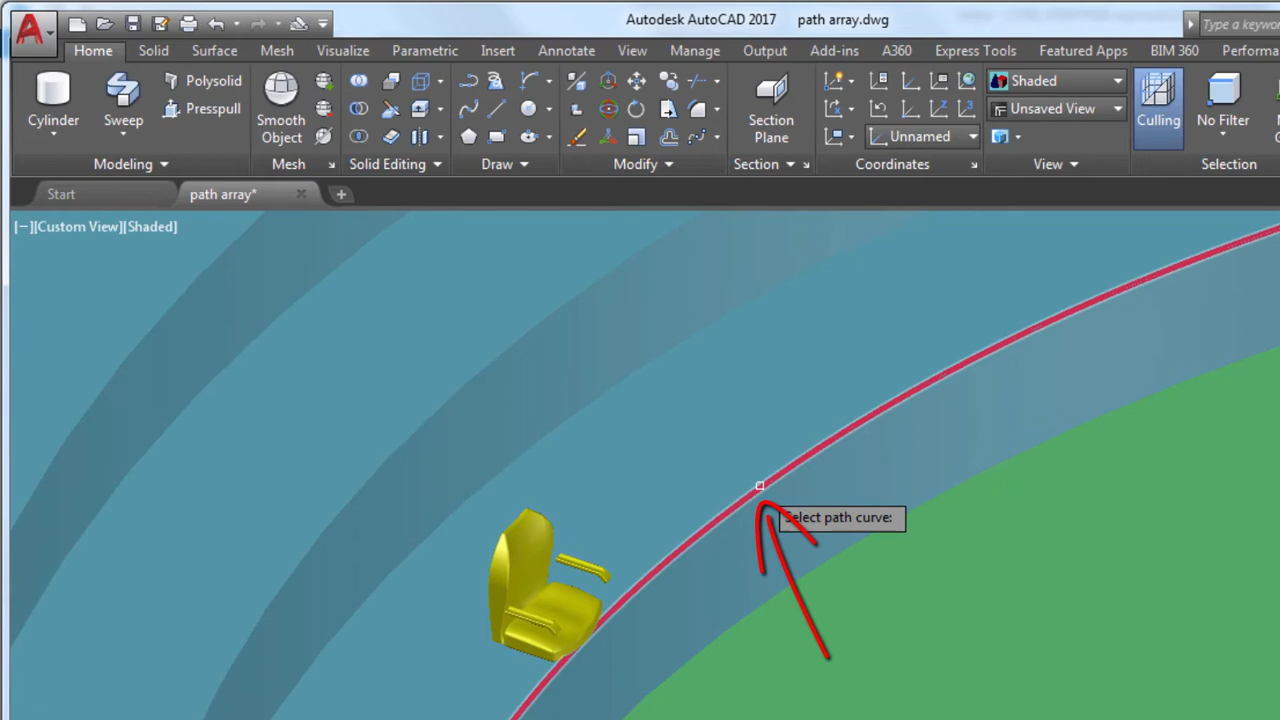 Autodesk AutoCAD 2017 path array.dwg
Type a keywor
Home Solid Surface Mesh Visualize Parametric Insert Annotate View Manage Output Add-ins A360 Express Tools Featured Apps BIM 360 Performa
Cylinder
Sweep
Polysolid
Presspull
Smooth
Object
Section
Plane
Unnamed
Shaded
Unsaved View
Culling
No Filter
Modeling
Mesh
Solid Editing
Draw
Modify
Section
Coordinates
View
Selection
Start
path array*
[−][Custom View][Shaded]
Select path curve: